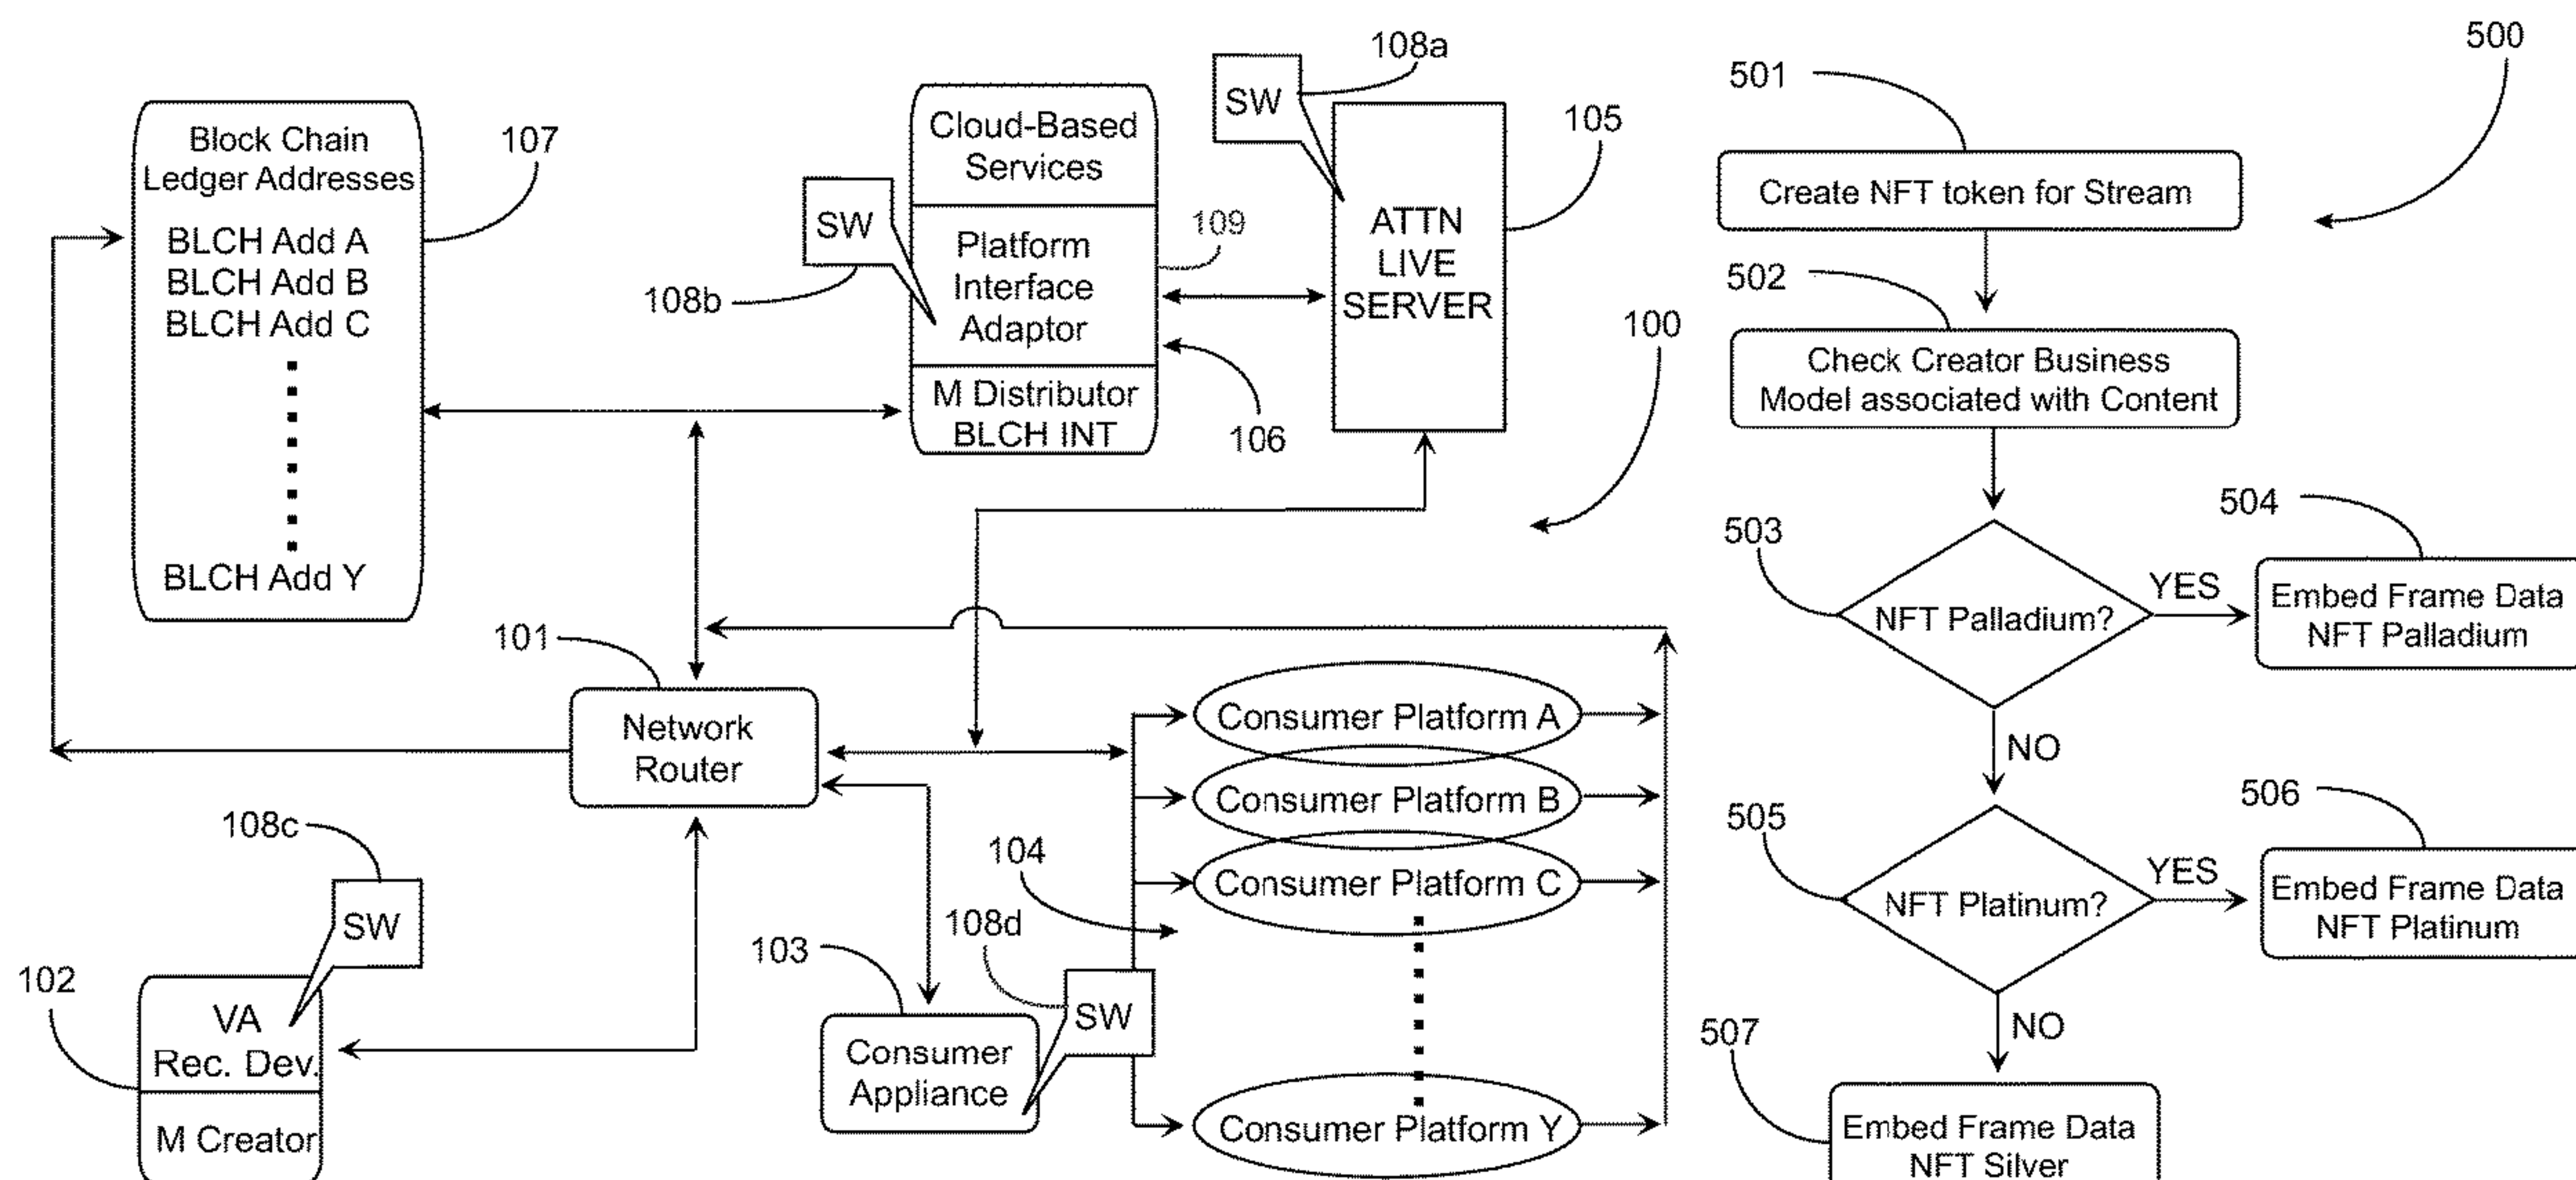 Block Chain
Ledger Addresses
BLCH Add A
BLCH Add B
BLCH Add C
BLCH Add Y
107
Cloud-Based
Services
Platform
Interface
Adaptor
M Distributor
BLCH INT
SW
108b
109
106
SW
108a
ATTN
LIVE
SERVER
105
100
101
Network
Router
108c
SW
102
VA
Rec. Dev.
M Creator
103
Consumer
Appliance
108d
SW
104
Consumer Platform A
Consumer Platform B
Consumer Platform C
Consumer Platform Y
500
501
Create NFT token for Stream
502
Check Creator Business
Model associated with Content
503
NFT Palladium?
YES
504
Embed Frame Data
NFT Palladium
NO
505
NFT Platinum?
YES
506
Embed Frame Data
NFT Platinum
NO
507
Embed Frame Data
NFT Silver